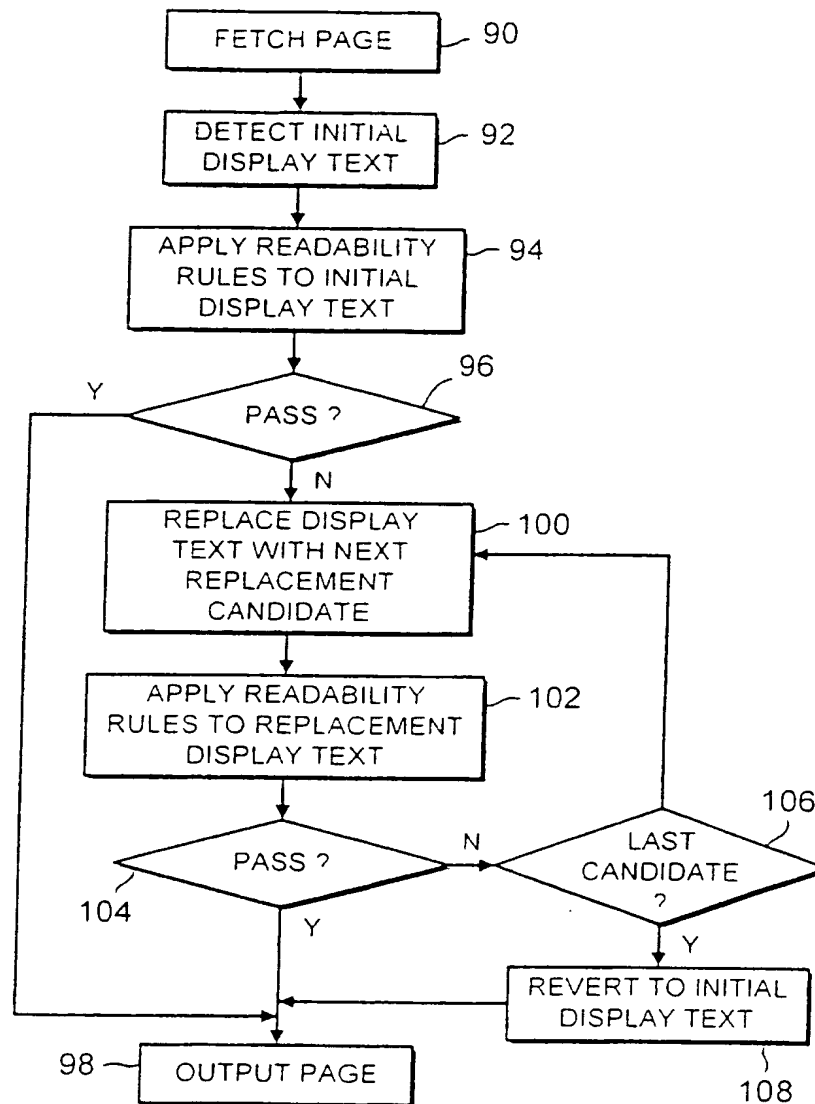 FETCH PAGE
90
DETECT INITIAL
DISPLAY TEXT
92
APPLY READABILITY
RULES TO INITIAL
DISPLAY TEXT
94
Y
PASS ?
96
N
REPLACE DISPLAY
TEXT WITH NEXT
REPLACEMENT
CANDIDATE
100
APPLY READABILITY
RULES TO REPLACEMENT
DISPLAY TEXT
102
PASS ?
104
N
LAST
CANDIDATE
?
106
Y
Y
REVERT TO INITIAL
DISPLAY TEXT
108
98
OUTPUT PAGE